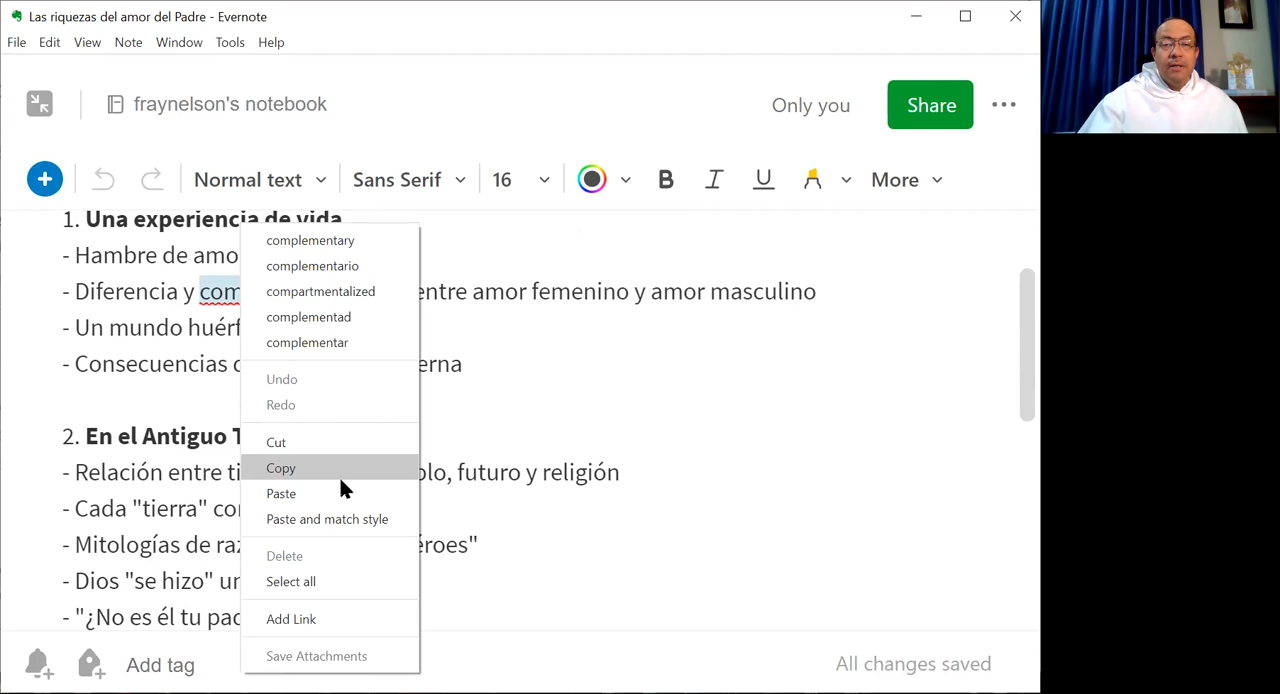 Las riquezas del amor del Padre - Evernote
File Edit View Note Window Tools Help
fraynelson's notebook
Only you
Share
Normal text
Sans Serif
16
B I U
More
1. Una experiencia de vida
- Hambre de amo
- Diferencia y com entre amor femenino y amor masculino
- Un mundo huérf
- Consecuencias erna
2. En el Antiguo T
- Relación entre ti blo, futuro y religión
- Cada "tierra" con
- Mitologías de raz éroes"
- Dios "se hizo" un
- "¿No es él tu pad
complementary
complementario
compartmentalized
complementad
complementar
Undo
Redo
Cut
Copy
Paste
Paste and match style
Delete
Select all
Add Link
Save Attachments
Add tag
All changes saved